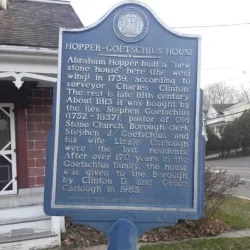 HOPPER-GOETSCHIUS HOUSE
Abraham Hopper built a "new
stone house" here (the west
wing) in 1739, according to
surveyor Charles Clinton.
The rest is late 18th century.
About 1813 it was bought by
the Rev. Stephen Goetschius
(1752 - 1837), pastor of Old
Stone Church. Borough clerk
Stephen J. Goetschius and
his wife Lizzie Carlough
were the last residents.
After over 170 years in the
Goetschius family, the house
was given to the Borough
by Clinton D. and Grace
Carlough in 1985.